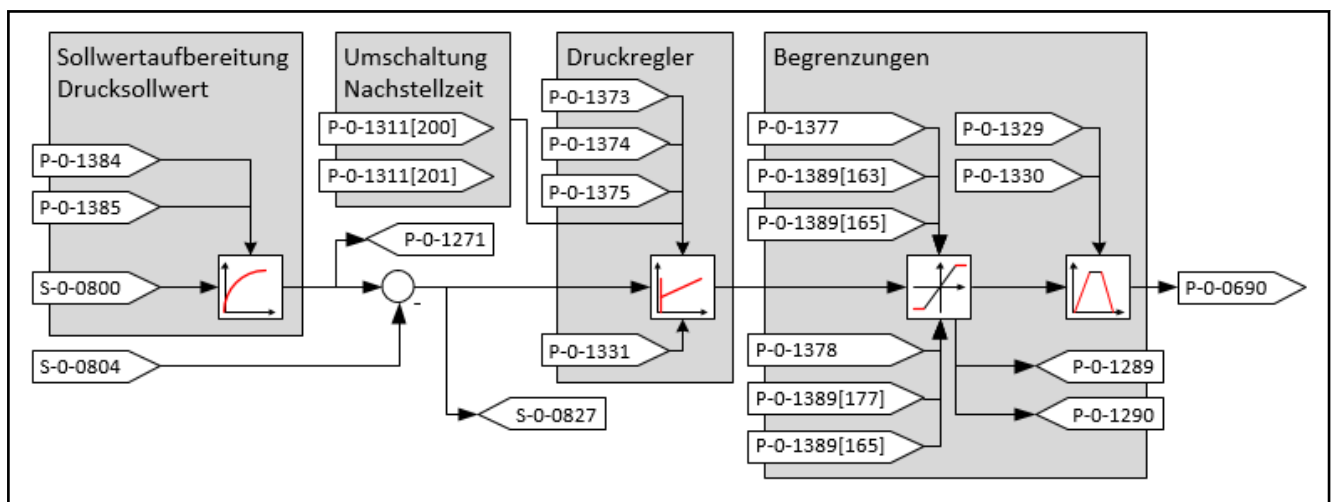 Sollwertaufbereitung
Drucksollwert
P-0-1384
P-0-1385
S-0-0800
S-0-0804
Umschaltung
Nachstellzeit
P-0-1311[200]
P-0-1311[201]
P-0-1271
-
S-0-0827
Druckregler
P-0-1373
P-0-1374
P-0-1375
P-0-1331
Begrenzungen
P-0-1377
P-0-1389[163]
P-0-1389[165]
P-0-1378
P-0-1389[177]
P-0-1389[165]
P-0-1329
P-0-1330
P-0-1289
P-0-1290
P-0-0690